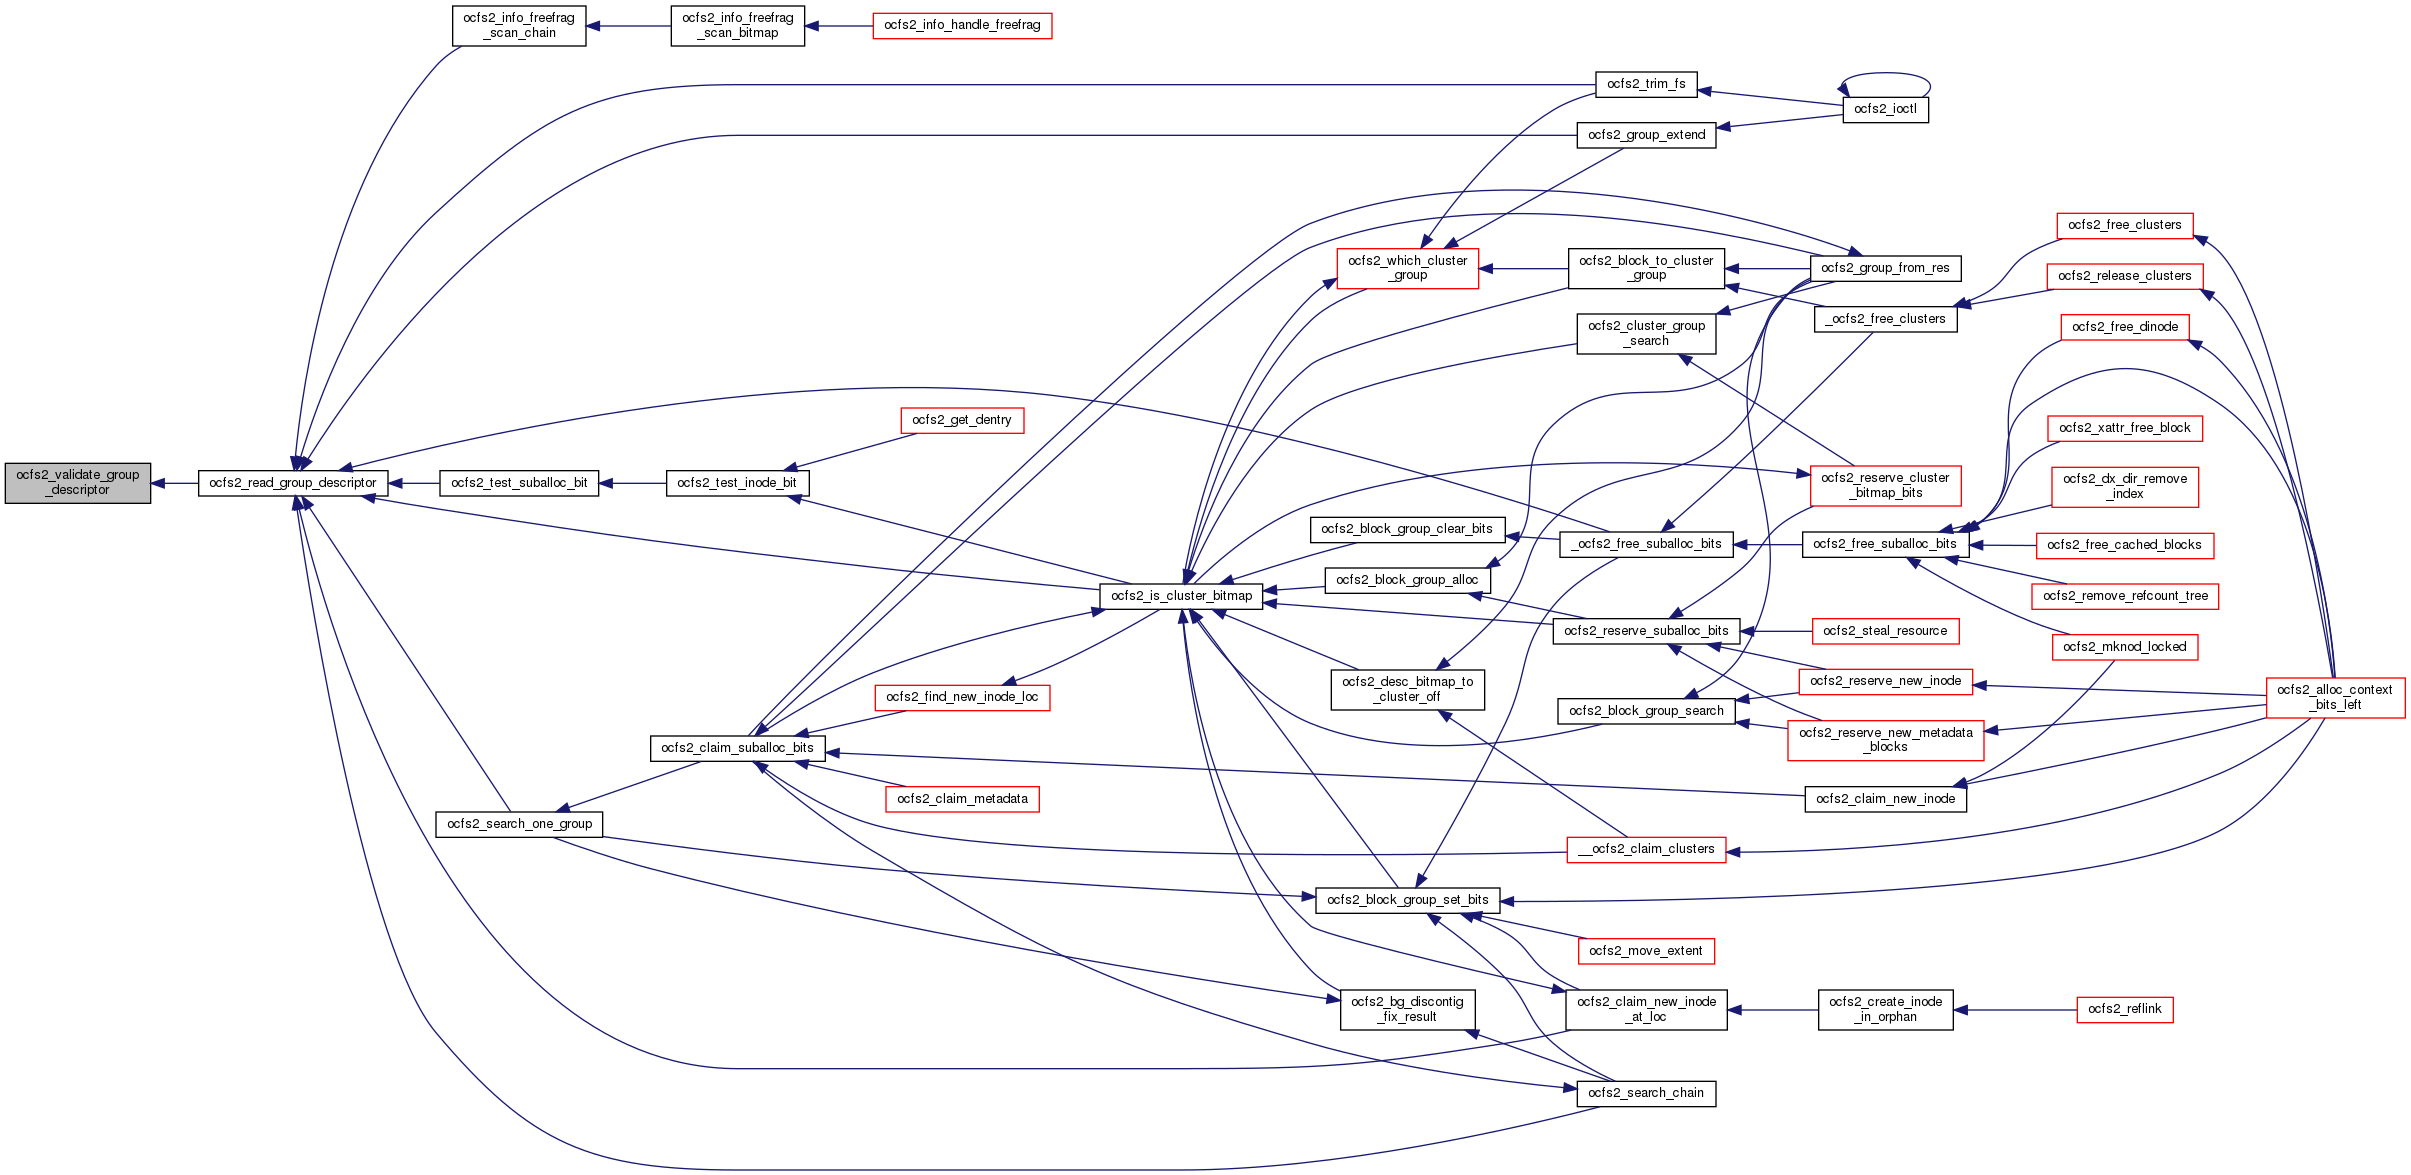 ocfs2_info_freefrag
_scan_chain
ocfs2_info_freefrag
_scan_bitmap
ocfs2_info_handle_freefrag
ocfs2_trim_fs
ocfs2_ioctl
ocfs2_group_extend
ocfs2_free_clusters
ocfs2_which_cluster
_group
ocfs2_block_to_cluster
_group
ocfs2_group_from_res
ocfs2_release_clusters
_ocfs2_free_clusters
ocfs2_cluster_group
_search
ocfs2_free_dinode
ocfs2_get_dentry
ocfs2_xattr_free_block
ocfs2_validate_group
_descriptor
ocfs2_read_group_descriptor
ocfs2_test_suballoc_bit
ocfs2_test_inode_bit
ocfs2_reserve_cluster
_bitmap_bits
ocfs2_dx_dir_remove
_index
ocfs2_block_group_clear_bits
_ocfs2_free_suballoc_bits
ocfs2_free_suballoc_bits
ocfs2_free_cached_blocks
ocfs2_is_cluster_bitmap
ocfs2_block_group_alloc
ocfs2_remove_refcount_tree
ocfs2_reserve_suballoc_bits
ocfs2_steal_resource
ocfs2_mknod_locked
ocfs2_find_new_inode_loc
ocfs2_desc_bitmap_to
_cluster_off
ocfs2_reserve_new_inode
ocfs2_alloc_context
_bits_left
ocfs2_block_group_search
ocfs2_claim_suballoc_bits
ocfs2_reserve_new_metadata
_blocks
ocfs2_claim_metadata
ocfs2_claim_new_inode
ocfs2_search_one_group
__ocfs2_claim_clusters
ocfs2_block_group_set_bits
ocfs2_move_extent
ocfs2_bg_discontig
_fix_result
ocfs2_claim_new_inode
_at_loc
ocfs2_create_inode
_in_orphan
ocfs2_reflink
ocfs2_search_chain